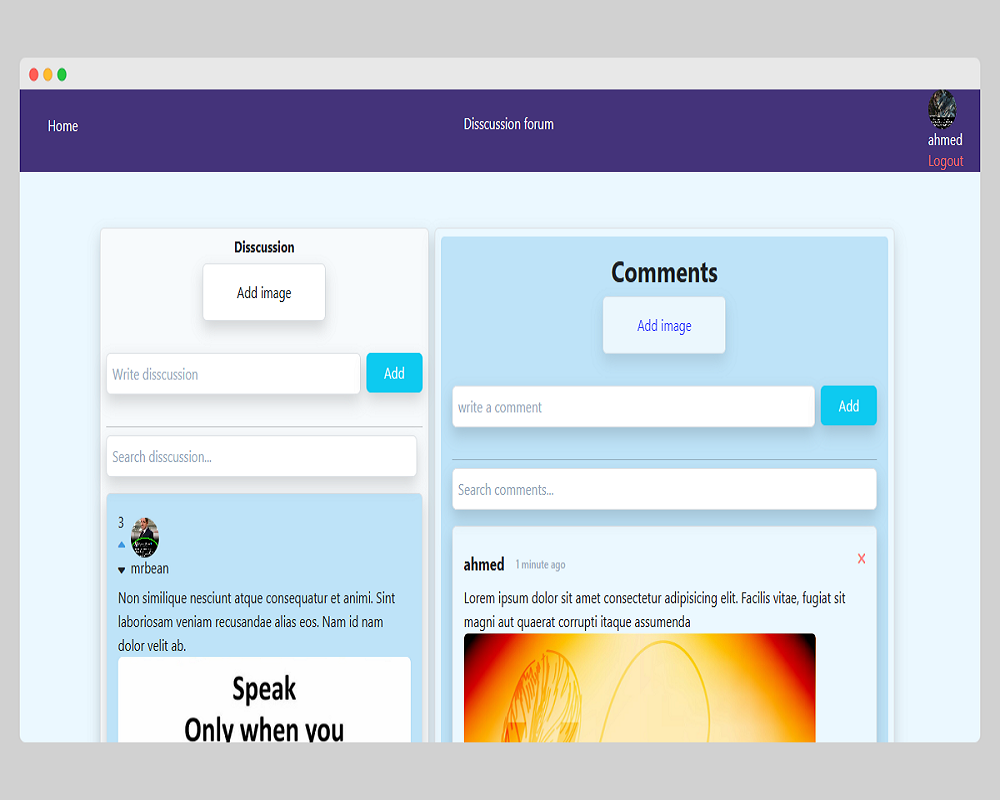 Home
Disscussion forum
ahmed
Logout
Disscussion
Add image
Write disscussion
Add
Search disscussion...
3
mrbean
Non similique nesciunt atque consequatur et animi. Sint
laboriosam veniam recusandae alias eos. Nam id nam
dolor velit ab.
Speak
Only when you
Comments
Add image
write a comment
Add
Search comments...
ahmed 1 minute ago
Lorem ipsum dolor sit amet consectetur adipisicing elit. Facilis vitae, fugiat sit
magni aut quaerat corrupti itaque assumenda